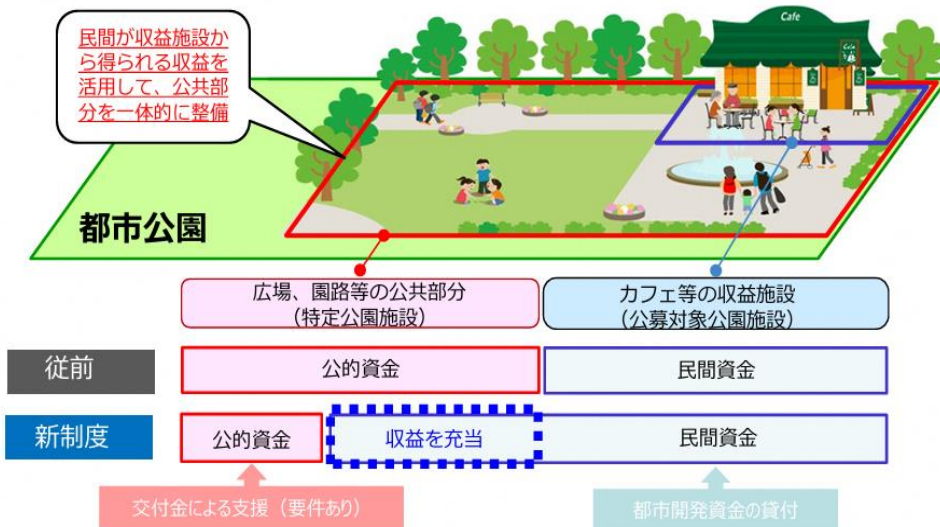 Cafe
Cafe
民間が収益施設か
ら得られる収益を
活用して、公共部
分を一体的に整備
都市公園
広場、園路等の公共部分
（特定公園施設）
カフェ等の収益施設
（公募対象公園施設）
従前
公的資金
民間資金
新制度
公的資金
収益を充当
民間資金
交付金による支援（要件あり）
都市開発資金の貸付